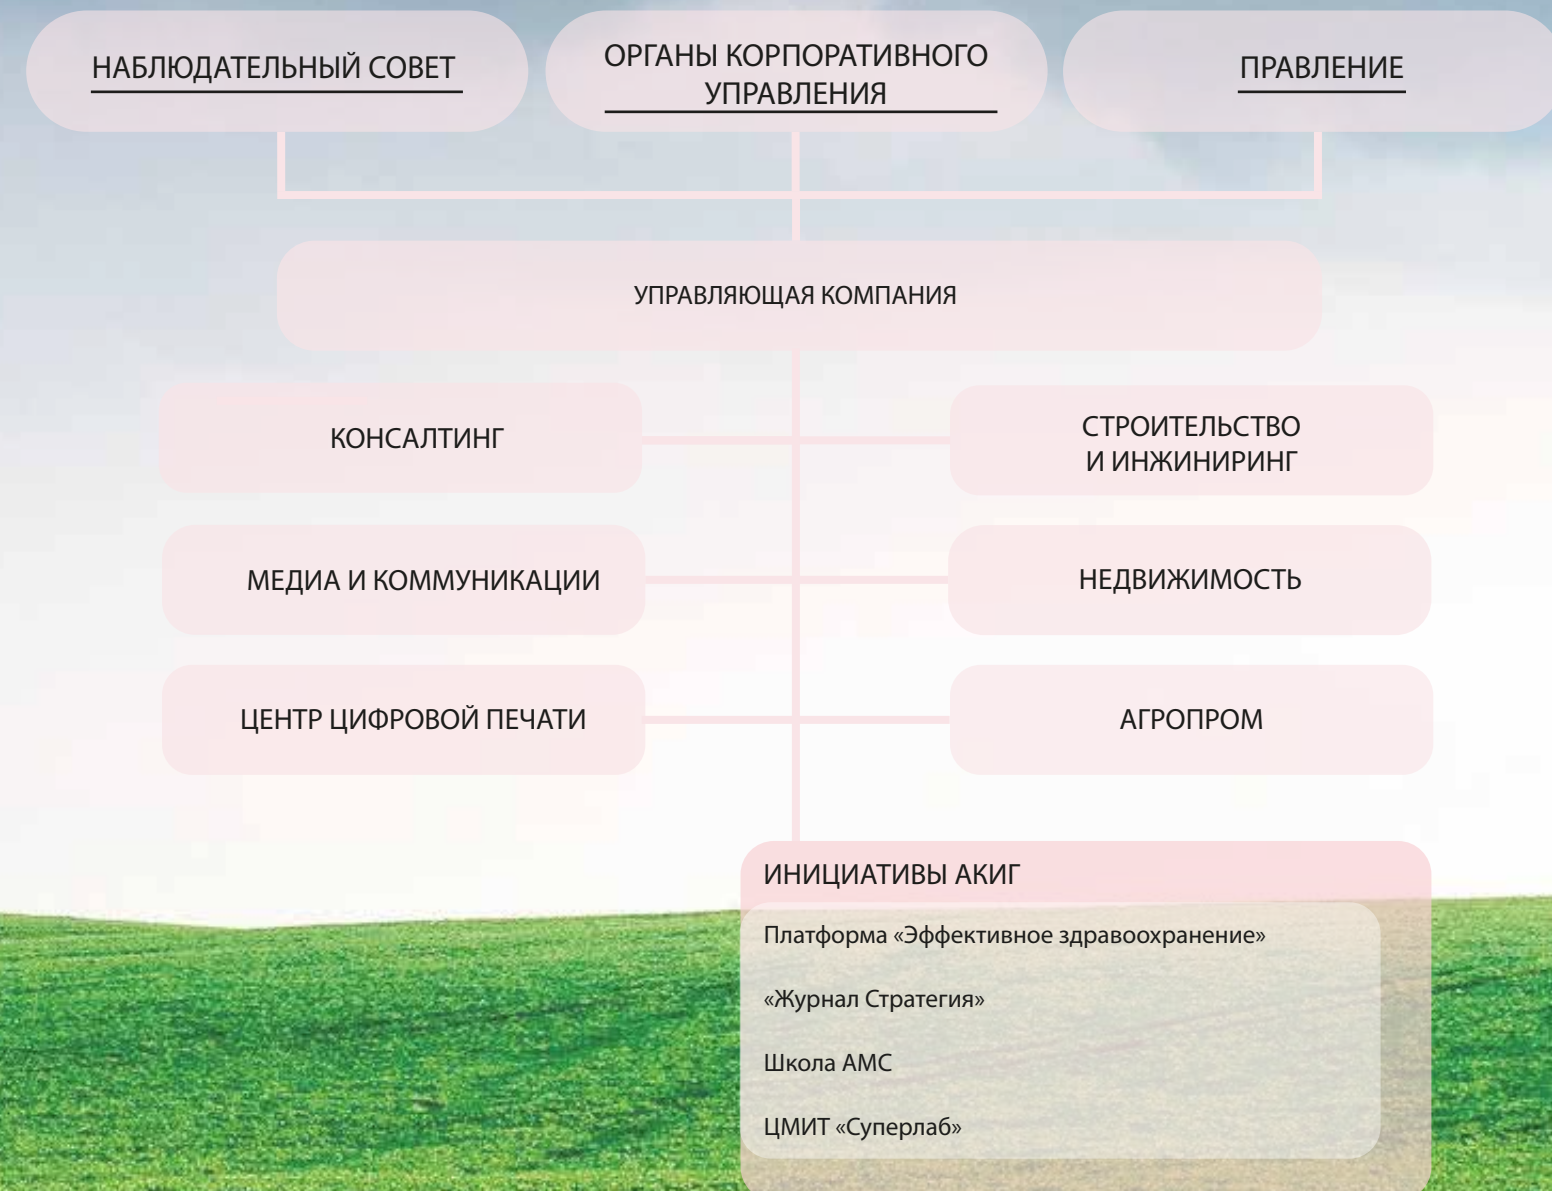 НАБЛЮДАТЕЛЬНЫЙ СОВЕТ
ОРГАНЫ КОРПОРАТИВНОГО
УПРАВЛЕНИЯ
ПРАВЛЕНИЕ
УПРАВЛЯЮЩАЯ КОМПАНИЯ
КОНСАЛТИНГ
СТРОИТЕЛЬСТВО
И ИНЖИНИРИНГ
МЕДИА И КОММУНИКАЦИИ
НЕДВИЖИМОСТЬ
ЦЕНТР ЦИФРОВОЙ ПЕЧАТИ
АГРОПРОМ
ИНИЦИАТИВЫ АКИГ
Платформа «Эффективное здравоохранение»
«Журнал Стратегия»
Школа АМС
ЦМИТ «Суперлаб»